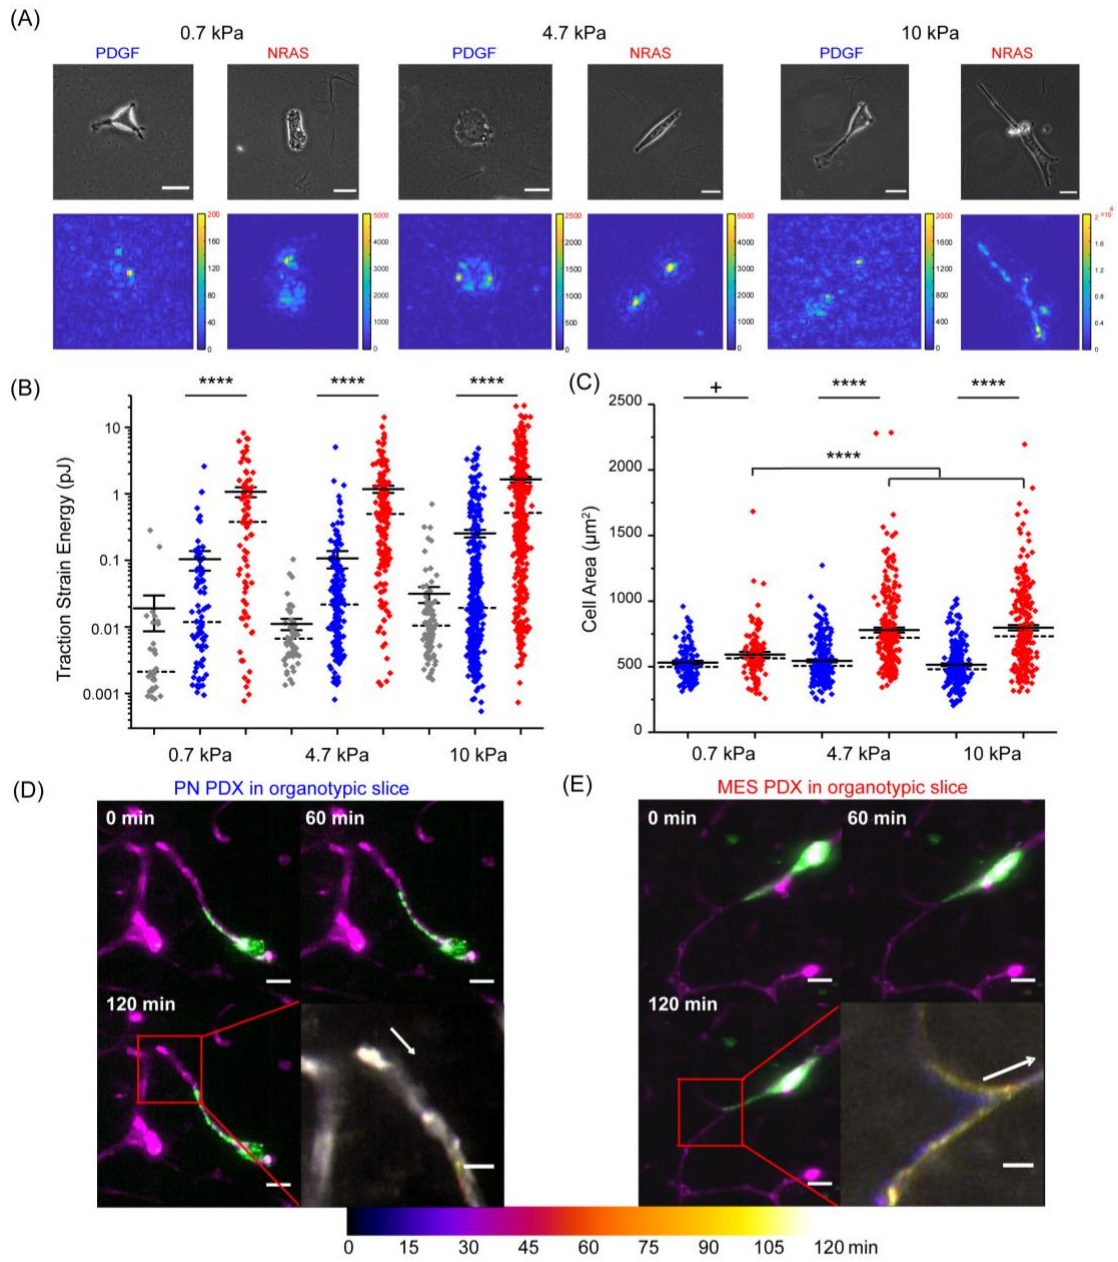 (A)
0.7 kPa
4.7 kPa
10 kPa
PDGF
NRAS
PDGF
NRAS
PDGF
NRAS
200
160
120
80
40
0
5000
4000
3000
2000
1000
0
2500
2000
1500
1000
500
0
5000
4000
3000
2000
1000
0
2000
1600
1200
800
400
0
2 ×10 4
1.6
1.2
0.8
0.4
0
(B)
**** **** ****
Traction Strain Energy (pJ)
10
1
0.1
0.01
0.001
0.7 kPa 4.7 kPa 10 kPa
(C)
+ **** ****
****
Cell Area (µm²)
2500
2000
1500
1000
500
0
0.7 kPa 4.7 kPa 10 kPa
(D)
PN PDX in organotypic slice
0 min
60 min
120 min
(E)
MES PDX in organotypic slice
0 min
60 min
120 min
0 15 30 45 60 75 90 105 120 min